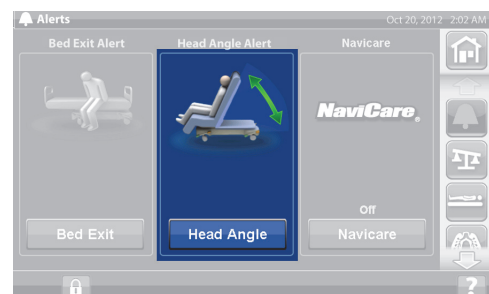 Alerts
Oct 20, 2012 2:02 AM
Bed Exit Alert
Head Angle Alert
Navicare
NaviCare®
Off
Bed Exit
Head Angle
Navicare
?